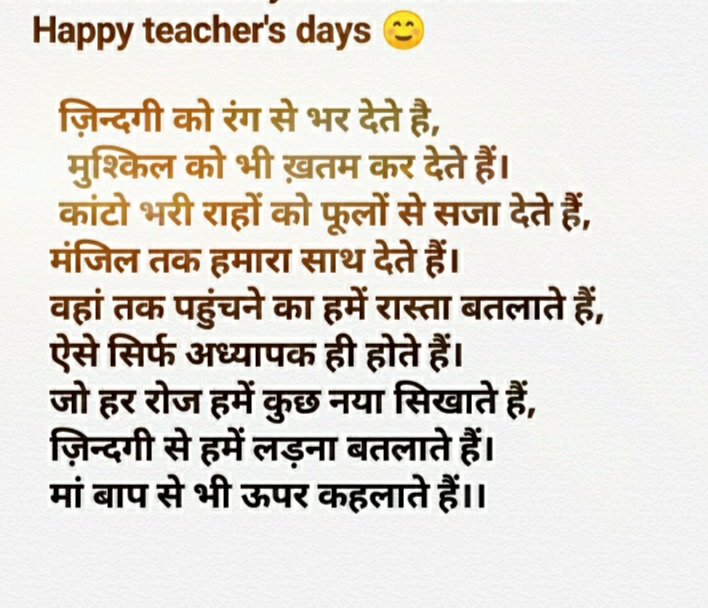 Happy teacher's days 😊
ज़िन्दगी को रंग से भर देते है,
मुश्किल को भी ख़तम कर देते हैं।
कांटो भरी राहों को फूलों से सजा देते हैं,
मंजिल तक हमारा साथ देते हैं।
वहां तक पहुंचने का हमें रास्ता बतलाते हैं,
ऐसे सिर्फ अध्यापक ही होते हैं।
जो हर रोज हमें कुछ नया सिखाते हैं,
ज़िन्दगी से हमें लड़ना बतलाते हैं।
मां बाप से भी ऊपर कहलाते हैं।।